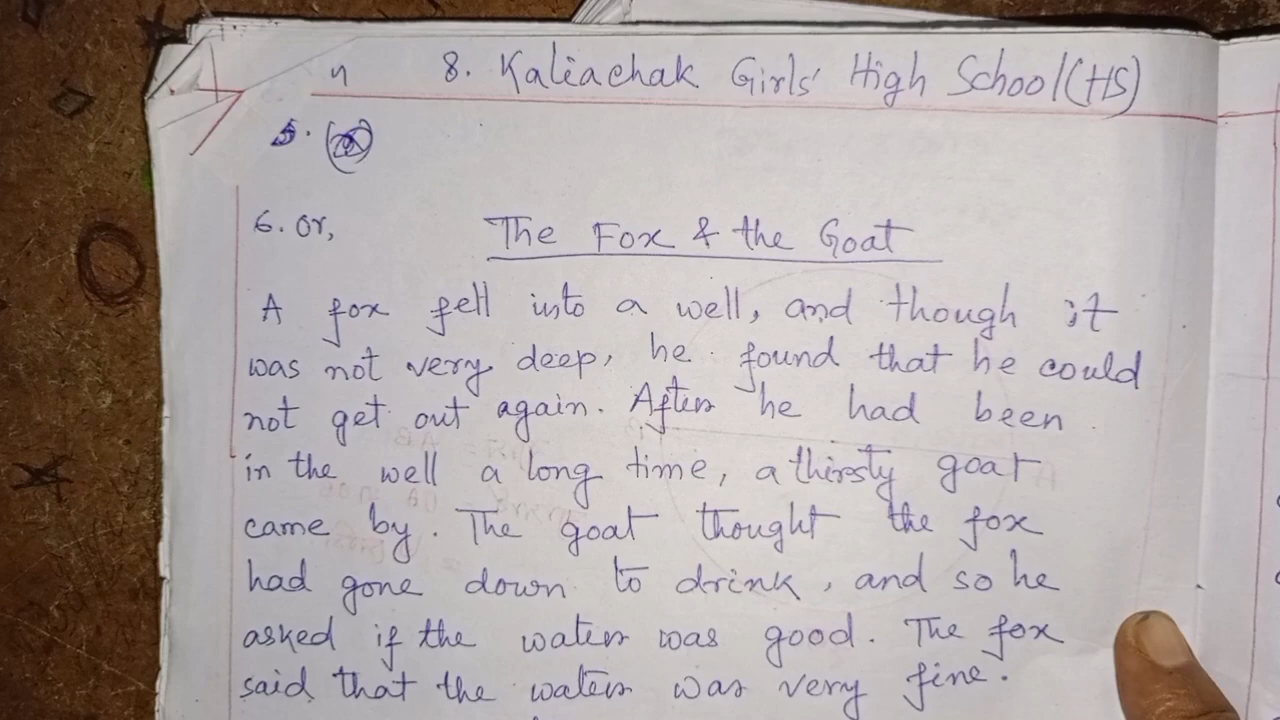 8. Kaliachak Girls' High School (HS)
6. or,
The Fox & the Goat
A fox fell into a well, and though it
was not very deep, he found that he could
not get out again. After he had been
in the well a long time, a thirsty goat
came by. The goat thought the fox
had gone down to drink, and so he
asked if the water was good. The fox
said that the water was very fine.